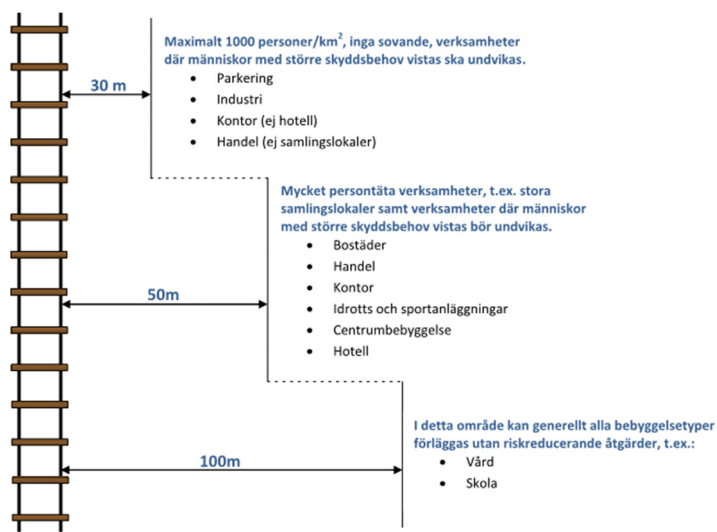 Maximalt 1000 personer/km², inga sovande, verksamheter
där människor med större skyddsbehov vistas ska undvikas.
30 m
• Parkering
• Industri
• Kontor (ej hotell)
• Handel (ej samlingslokaler)
Mycket persontäta verksamheter, t.ex. stora
samlingslokaler samt verksamheter där människor
med större skyddsbehov vistas bör undvikas.
• Bostäder
• Handel
50m
• Kontor
• Idrotts och sportanläggningar
• Centrumbebyggelse
• Hotell
I detta område kan generellt alla bebyggelsetyper
förläggas utan riskreducerande åtgärder, t.ex.:
100m
• Vård
• Skola